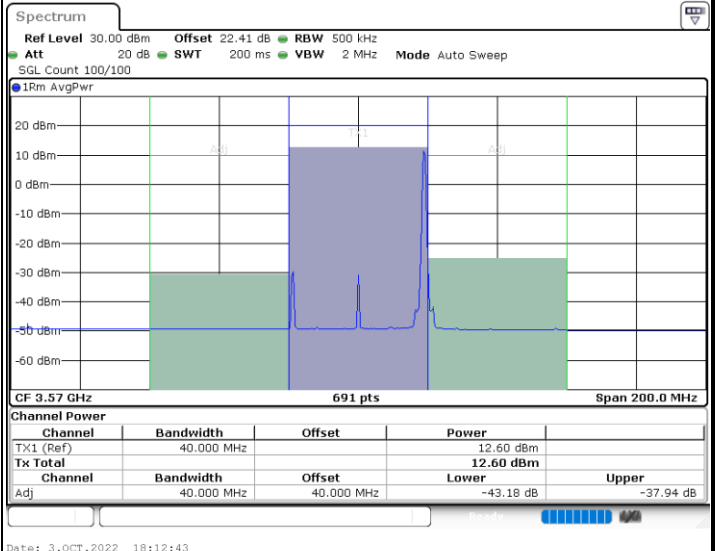 Spectrum
Ref Level 30.00 dBm Offset 22.41 dB RBW 500 kHz
Att 20 dB SWT 200 ms VBW 2 MHz Mode Auto Sweep
SGL Count 100/100
1Rm AvgPwr
20 dBm
TX1
Adj Adj
10 dBm
0 dBm
-10 dBm
-20 dBm
-30 dBm
-40 dBm
-50 dBm
-60 dBm
CF 3.57 GHz 691 pts Span 200.0 MHz
Channel Power
Channel Bandwidth Offset Power
TX1 (Ref) 40.000 MHz 12.60 dBm
Tx Total 12.60 dBm
Channel Bandwidth Offset Lower Upper
Adj 40.000 MHz 40.000 MHz -43.18 dB -37.94 dB
Ready
Date: 3.OCT.2022 18:12:43